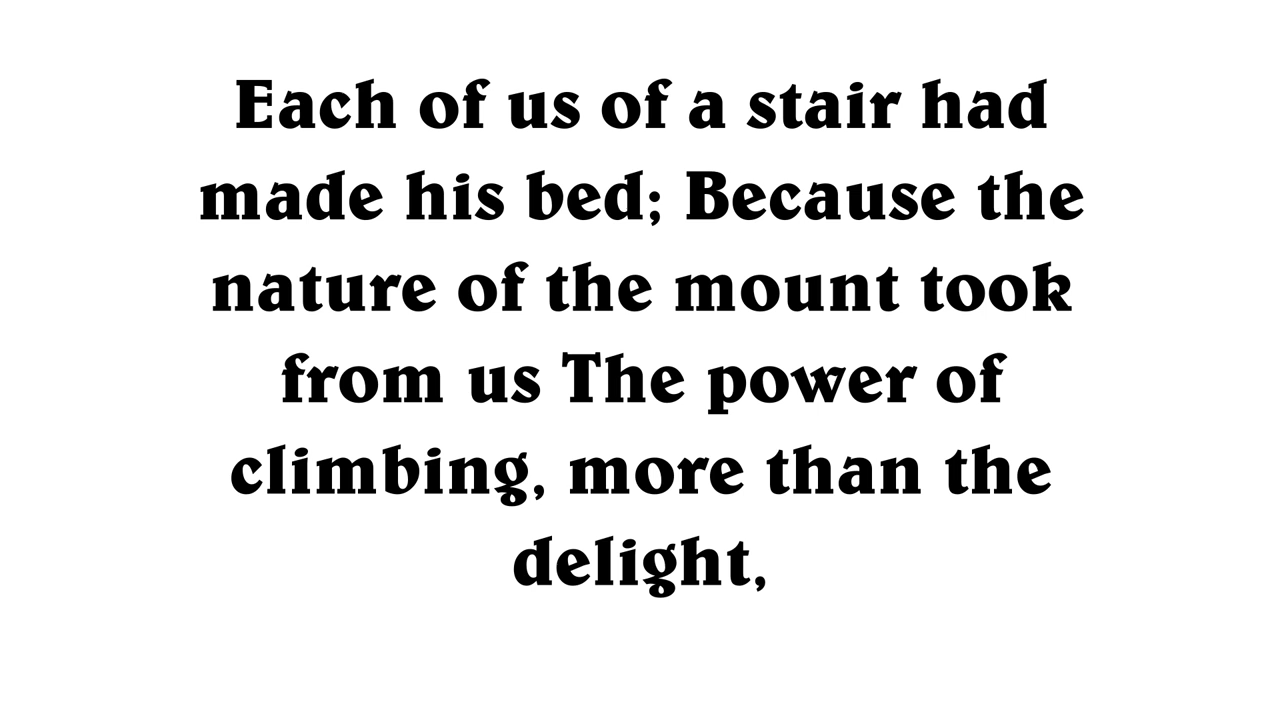 Each of us of a stair had
made his bed; Because the
nature of the mount took
from us The power of
climbing, more than the
delight,